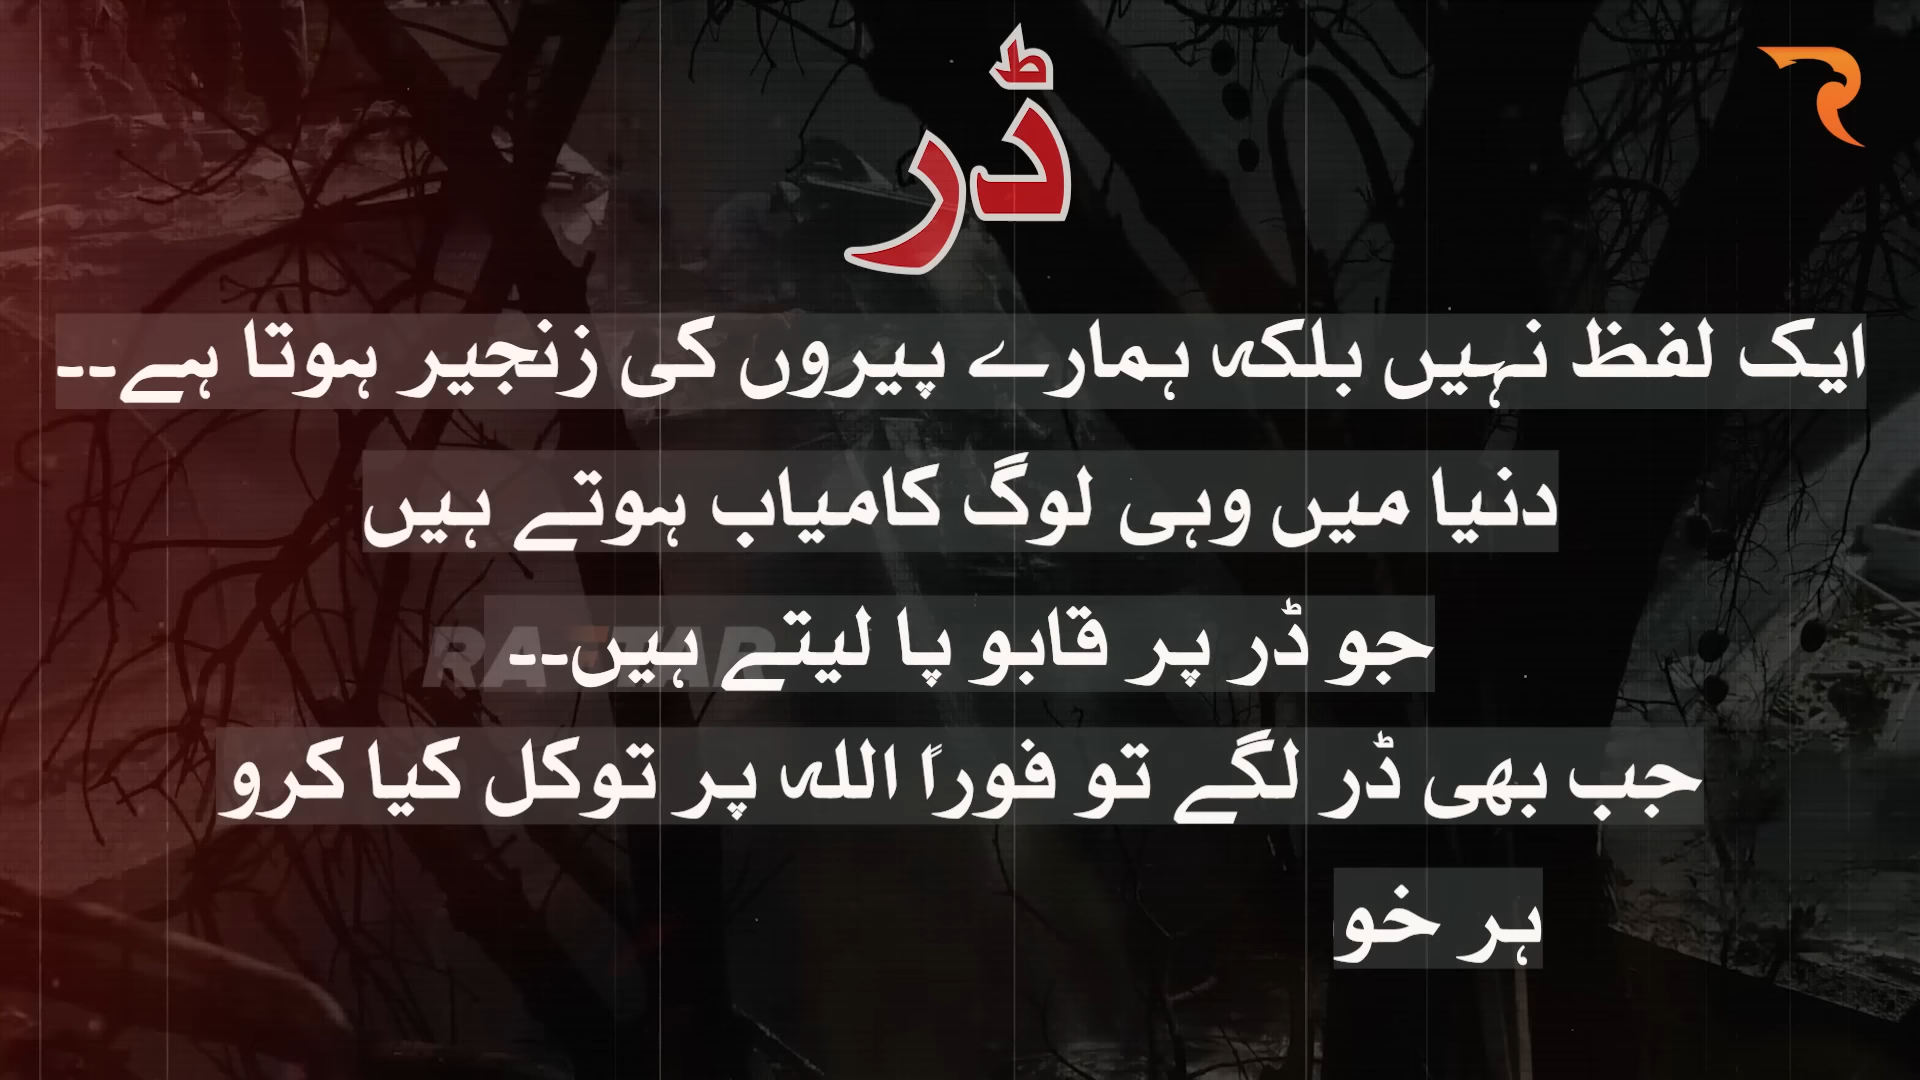 ڈر
ایک لفظ نہیں بلکہ ہمارے پیروں کی زنجیر ہوتا ہے۔۔
دنیا میں وہی لوگ کامیاب ہوتے ہیں
جو ڈر پر قابو پا لیتے ہیں۔۔
جب بھی ڈر لگے تو فوراً اللہ پر توکل کیا کرو
ہر خو